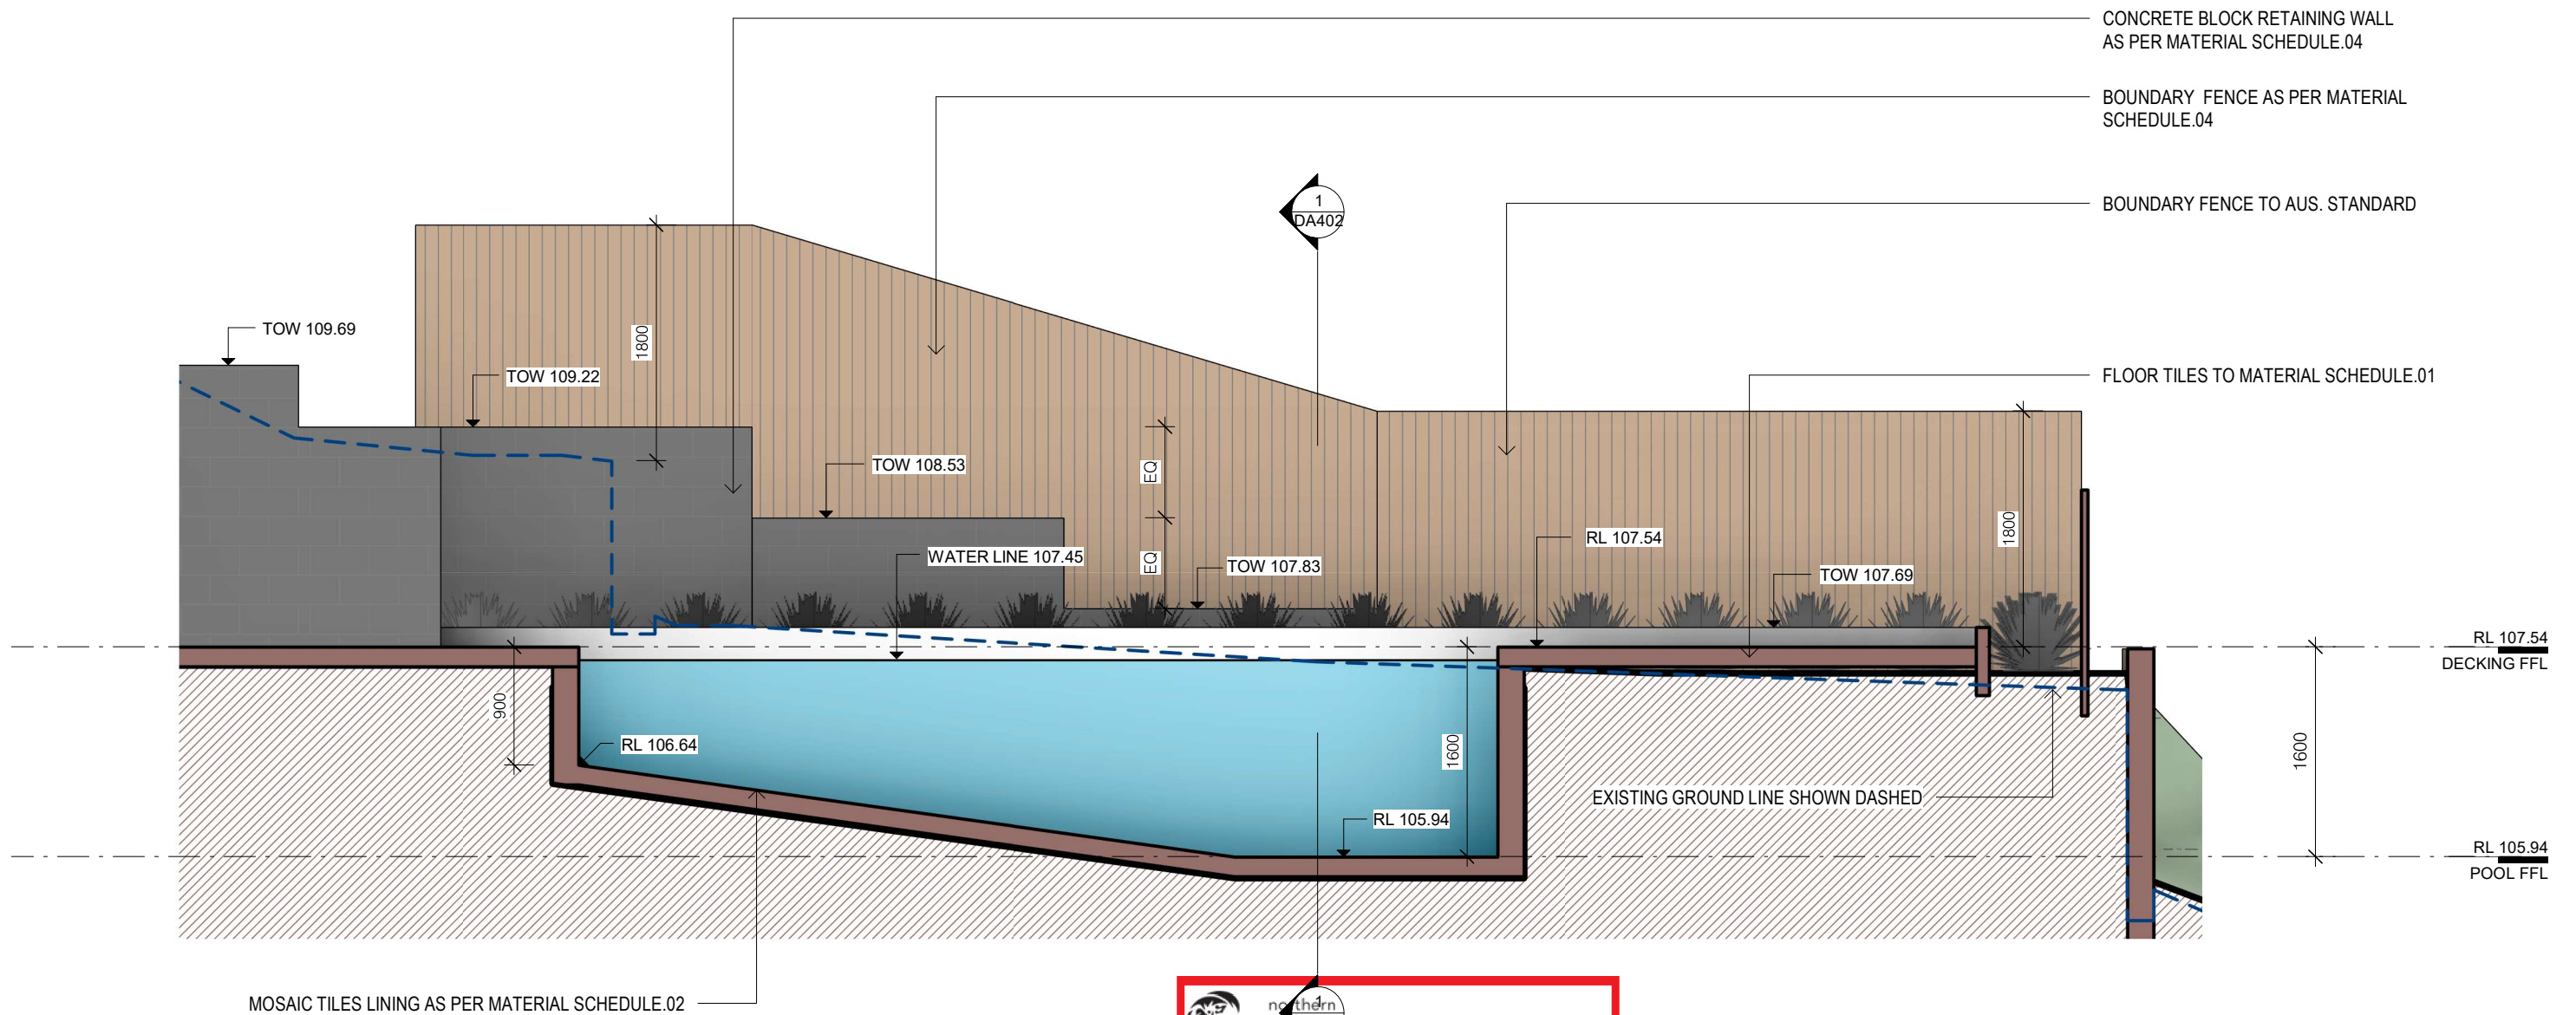 CONCRETE BLOCK RETAINING WALL
AS PER MATERIAL SCHEDULE.04
BOUNDARY FENCE AS PER MATERIAL
SCHEDULE.04
1
DA402
BOUNDARY FENCE TO AUS. STANDARD
TOW 109.69
1800
TOW 109.22
FLOOR TILES TO MATERIAL SCHEDULE.01
TOW 108.53
EQ
1800
RL 107.54
WATER LINE 107.45
EQ
TOW 107.83
TOW 107.69
RL 107.54
DECKING FFL
900
RL 106.64
1600
1600
EXISTING GROUND LINE SHOWN DASHED
RL 105.94
RL 105.94
POOL FFL
MOSAIC TILES LINING AS PER MATERIAL SCHEDULE.02
northern
1